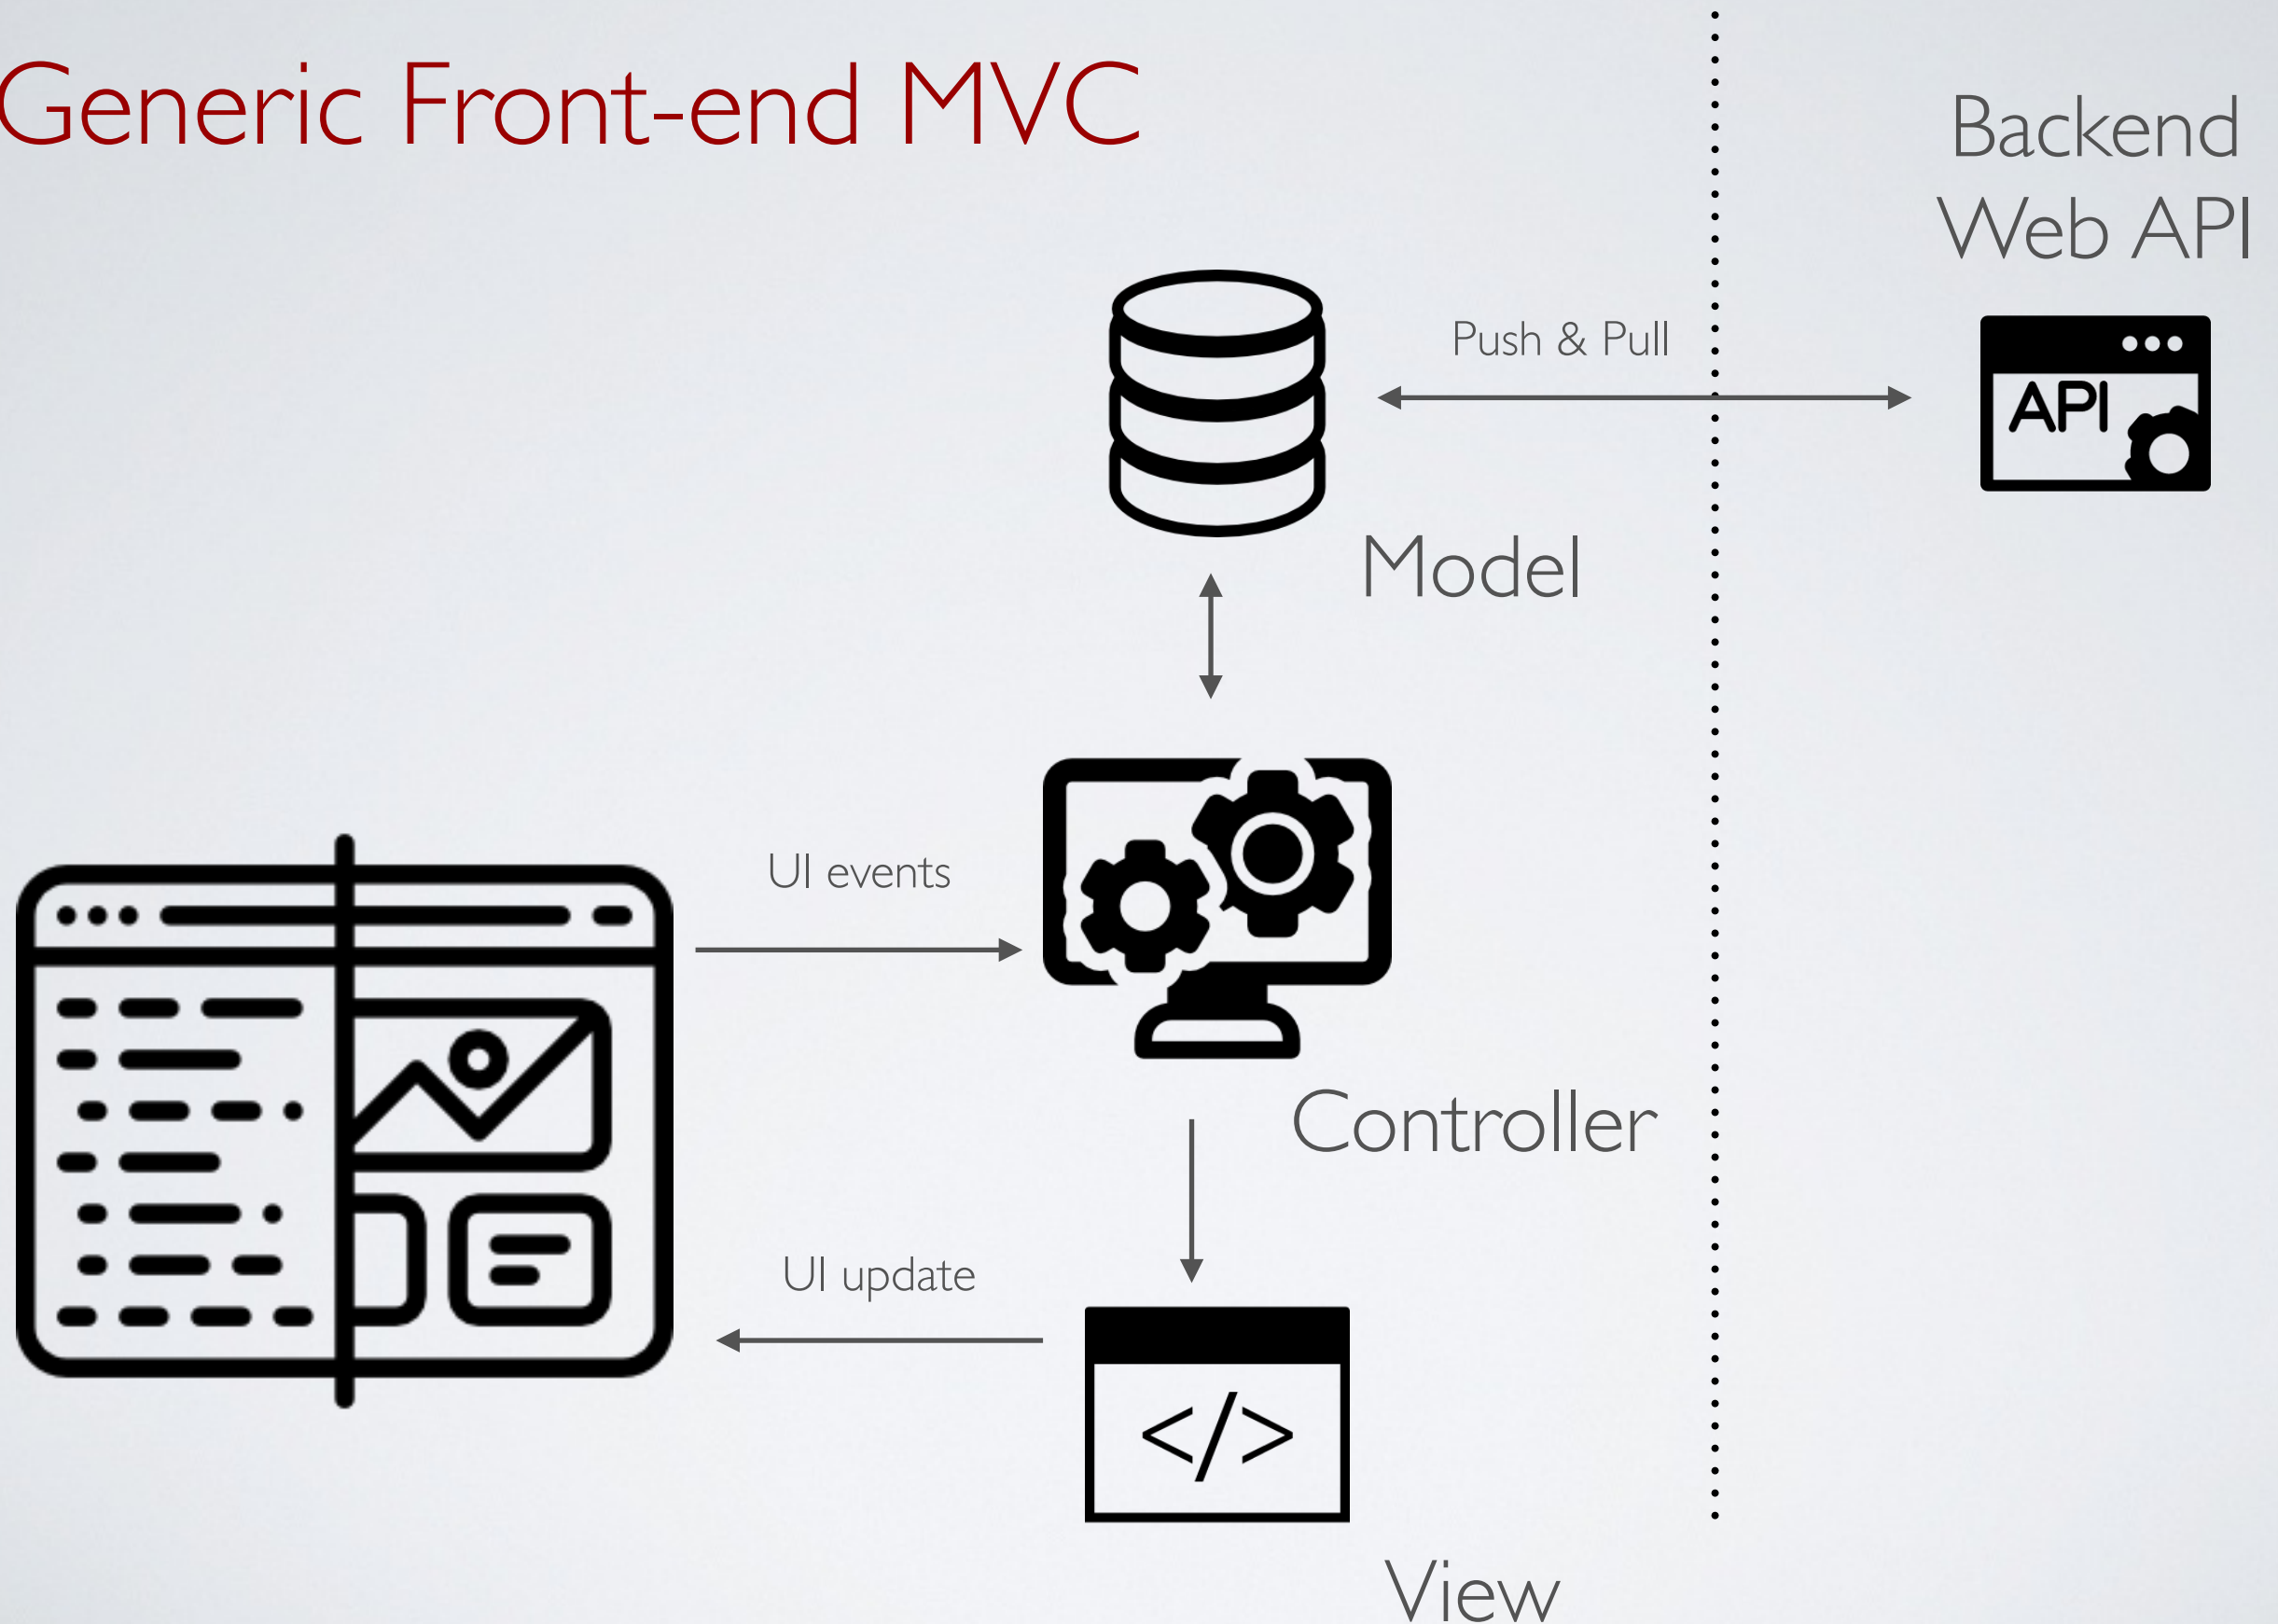 Generic Front-end MVC
Backend
Web API
Push & Pull
API
Model
UI events
Controller
UI update
</>
View